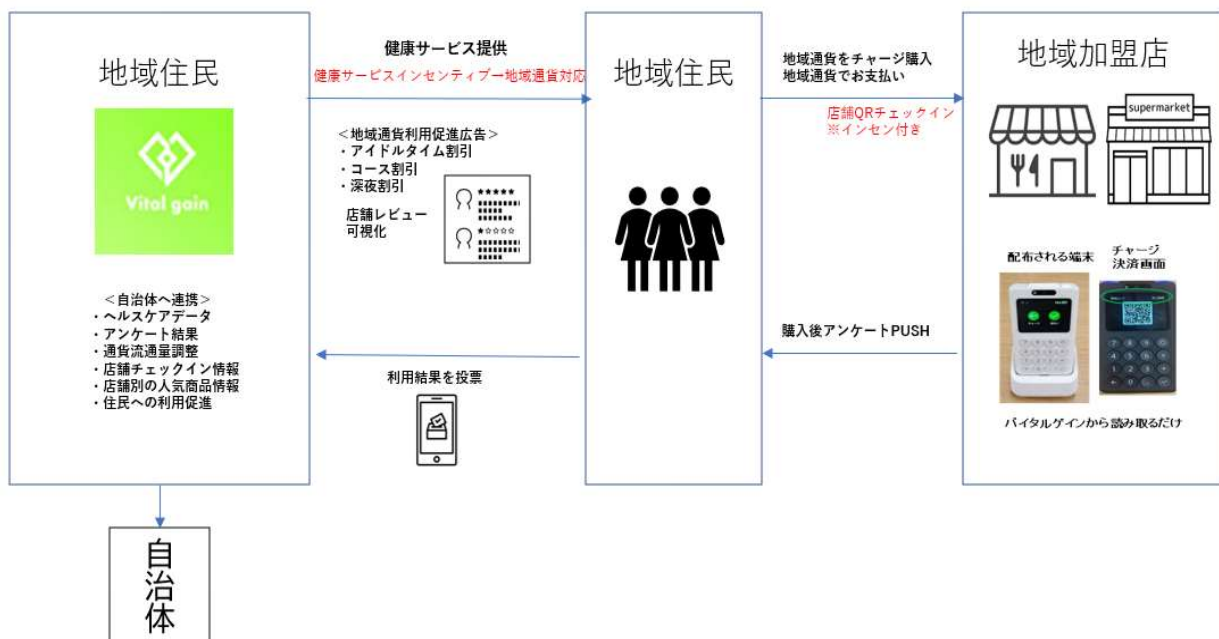 地域住民
Vital gain
＜自治体へ連携＞
・ヘルスケアデータ
・アンケート結果
・通貨流通量調整
・店舗チェックイン情報
・店舗別の人気商品情報
・住民への利用促進
自治体
健康サービス提供
健康サービスインセンティブー地域通貨対応
＜地域通貨利用促進広告＞
・アイドルタイム割引
・コース割引
・深夜割引
店舗レビュー
可視化
利用結果を投票
地域住民
地域通貨をチャージ購入
地域通貨でお支払い
店舗QRチェックイン
※インセン付き
購入後アンケートPUSH
地域加盟店
supermarket
配布される端末
チャージ
決済画面
バイタルゲインから読み取るだけ